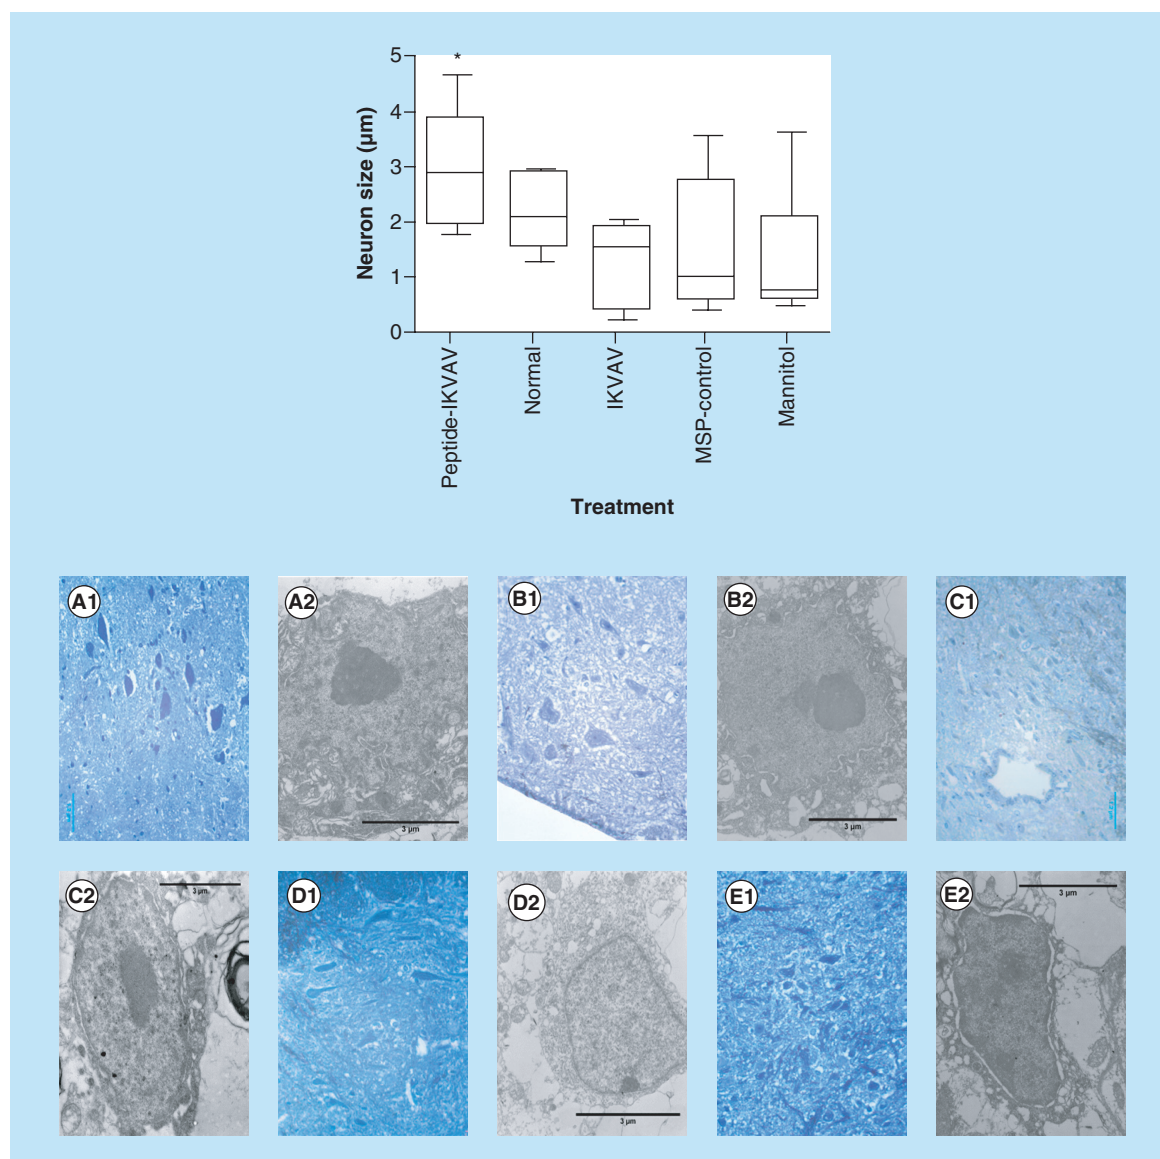 5
*
4
3
2
1
0
Neuron size (µm)
Peptide-IKVAV
Normal
IKVAV
MSP-control
Mannitol
Treatment
A1
A2
3 µm
B1
B2
3 µm
C1
C2
3 µm
D1
D2
3 µm
E1
E2
3 µm